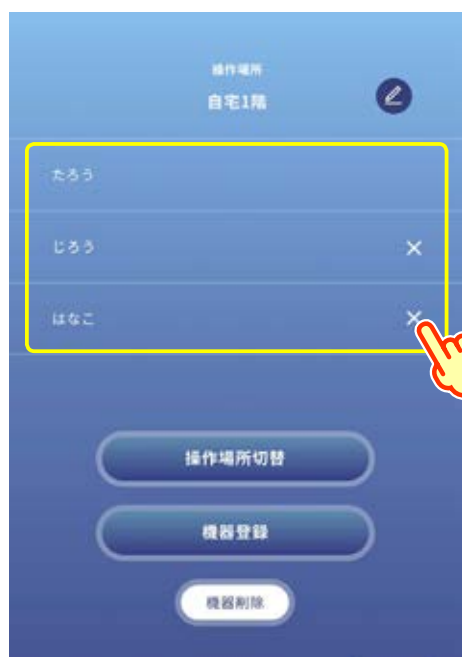 操作場所
自宅1階
たろう
じろう
はなこ
操作場所切替
機器登録
機器削除